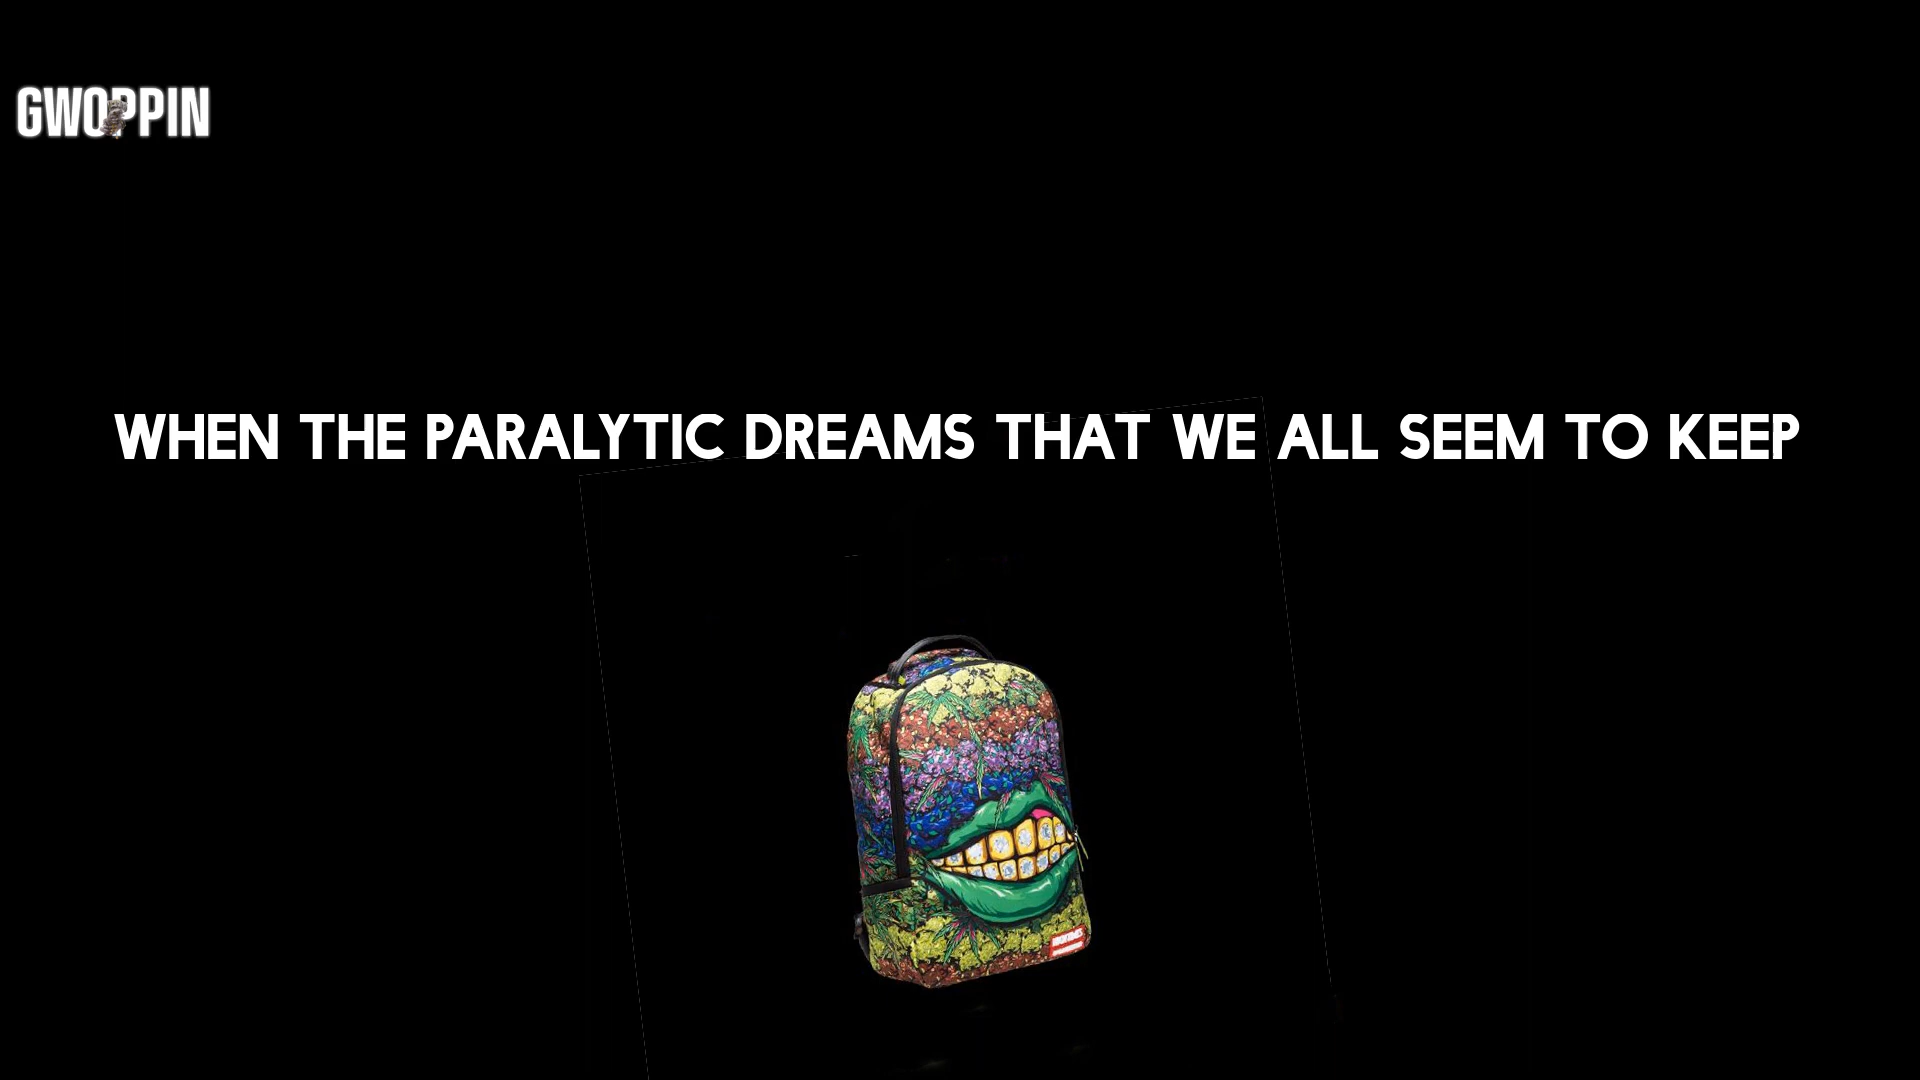 GWOPPIN
WHEN THE PARALYTIC DREAMS THAT WE ALL SEEM TO KEEP